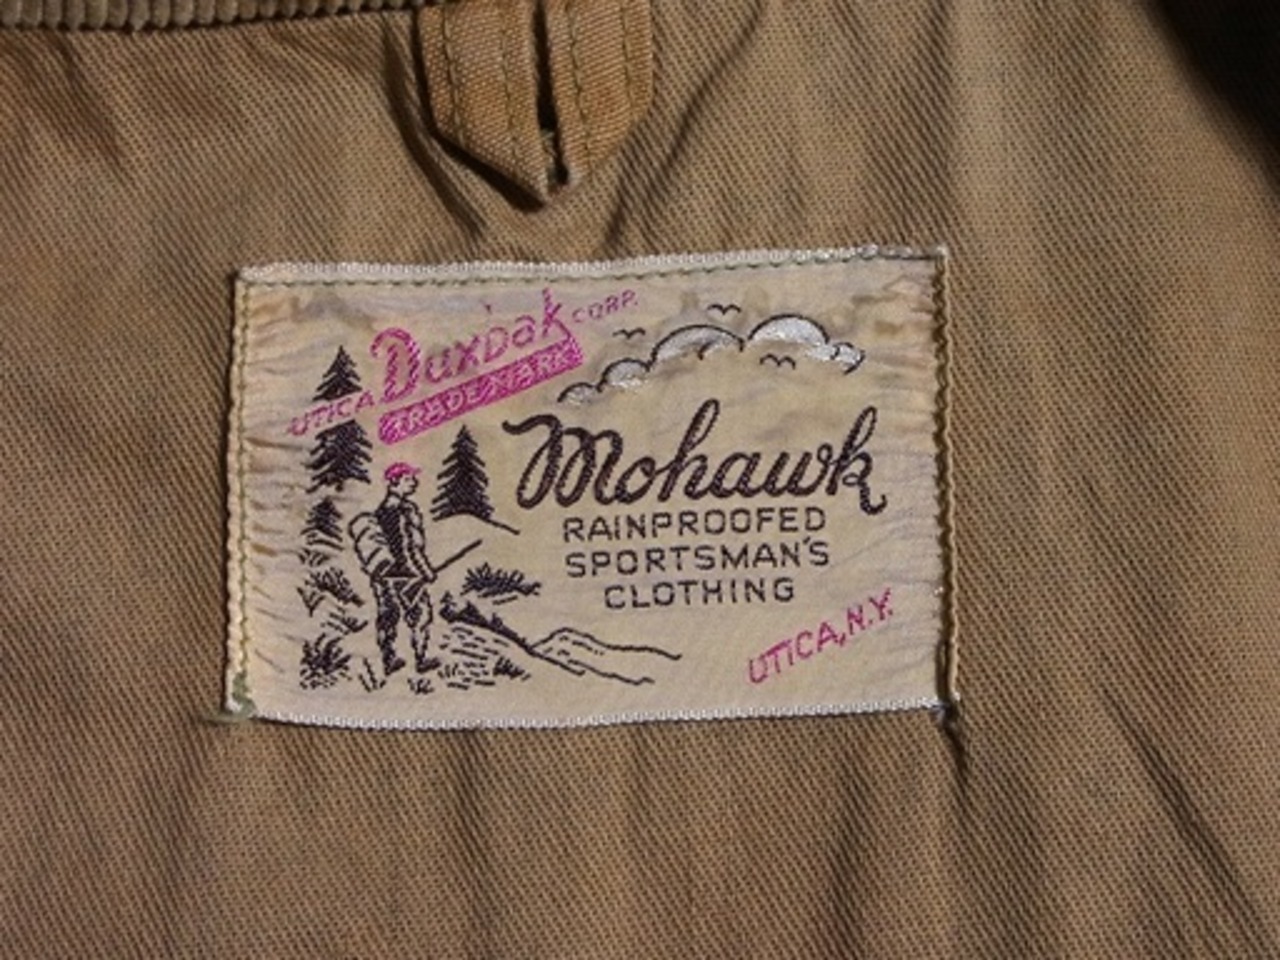 UTICA Duxbak CORP.
TRADE MARK
Mohawk
RAINPROOFED
SPORTSMAN'S
CLOTHING
UTICA, N.Y.